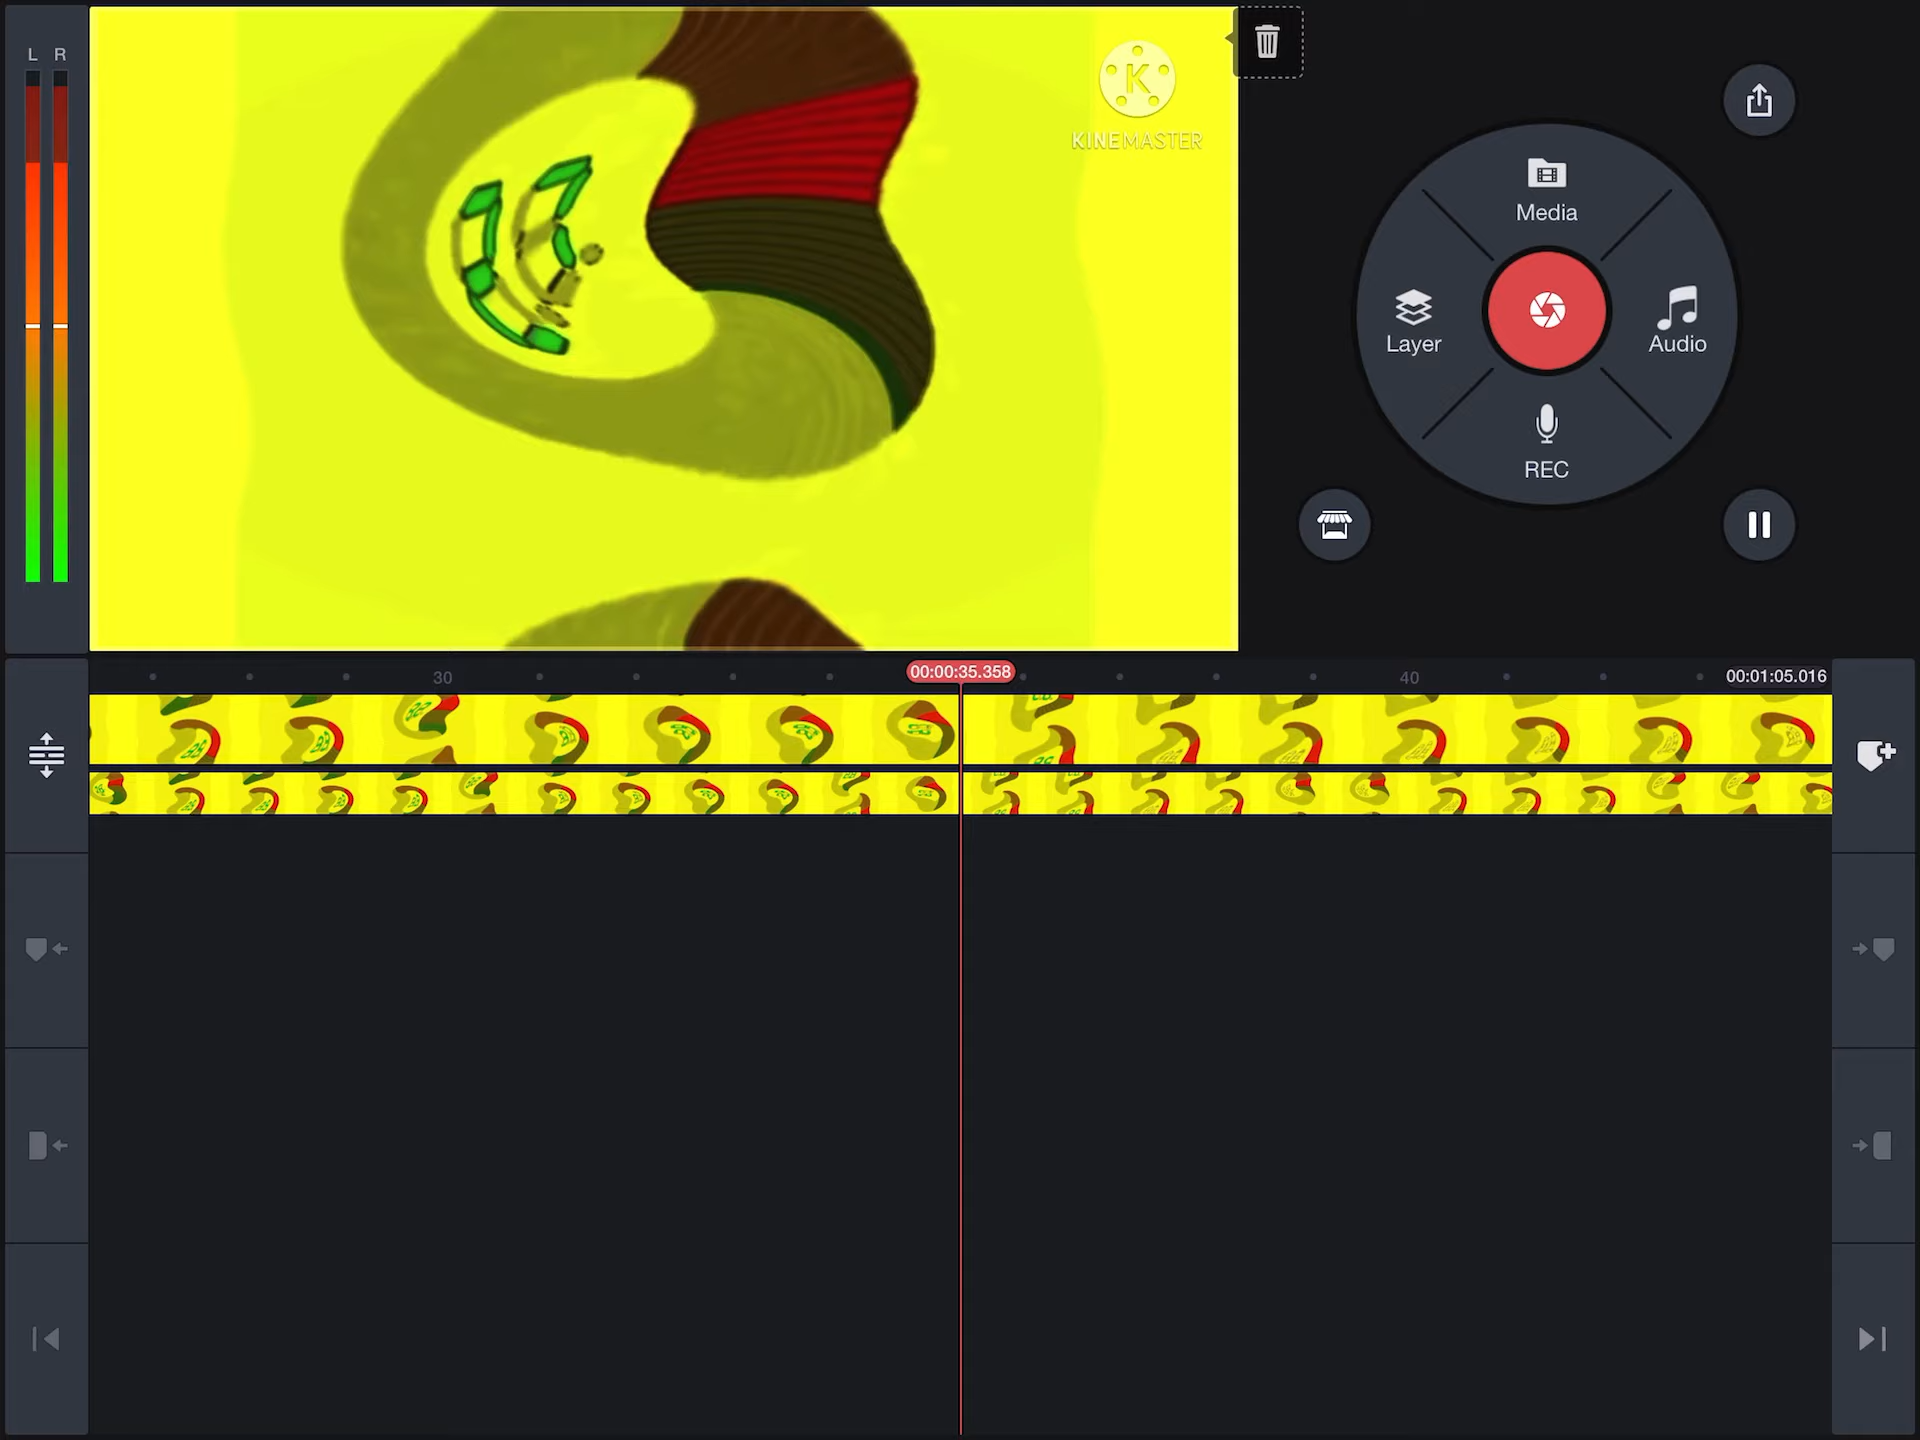 L R
K
KINEMASTER
Media
Layer
Audio
REC
30
00:00:35.358
40
00:01:05.016